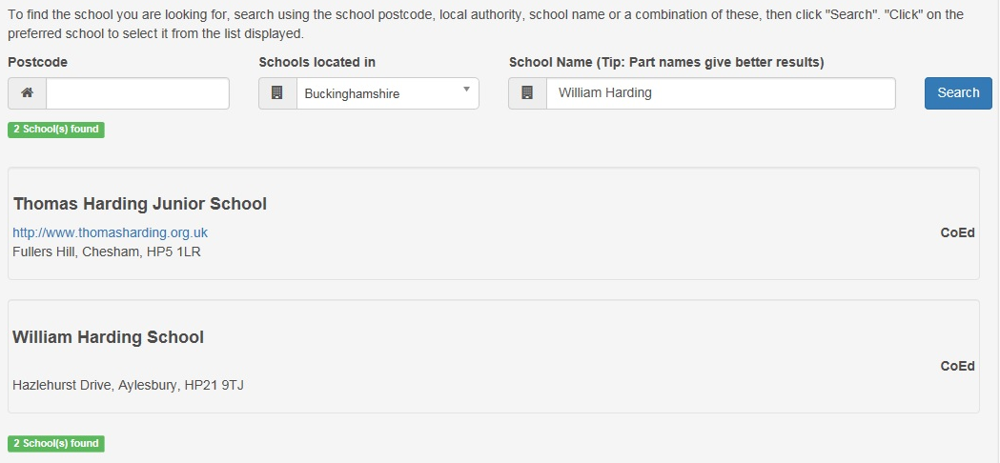 To find the school you are looking for, search using the school postcode, local authority, school name or a combination of these, then click "Search". "Click" on the
preferred school to select it from the list displayed.
Postcode
Schools located in
School Name (Tip: Part names give better results)
Buckinghamshire
William Harding
Search
2 School(s) found
Thomas Harding Junior School
http://www.thomasharding.org.uk
CoEd
Fullers Hill, Chesham, HP5 1LR
William Harding School
CoEd
Hazlehurst Drive, Aylesbury, HP21 9TJ
2 School(s) found